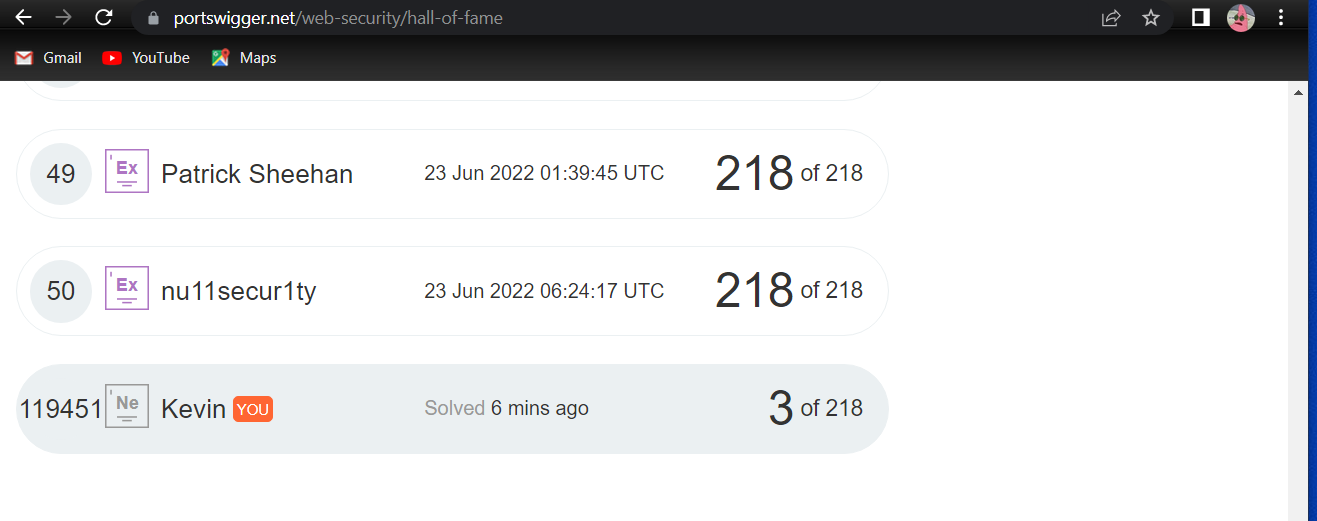 portswigger.net/web-security/hall-of-fame
Gmail YouTube Maps
49 Ex Patrick Sheehan 23 Jun 2022 01:39:45 UTC 218 of 218
50 Ex nu11secur1ty 23 Jun 2022 06:24:17 UTC 218 of 218
119451 Ne Kevin YOU Solved 6 mins ago 3 of 218